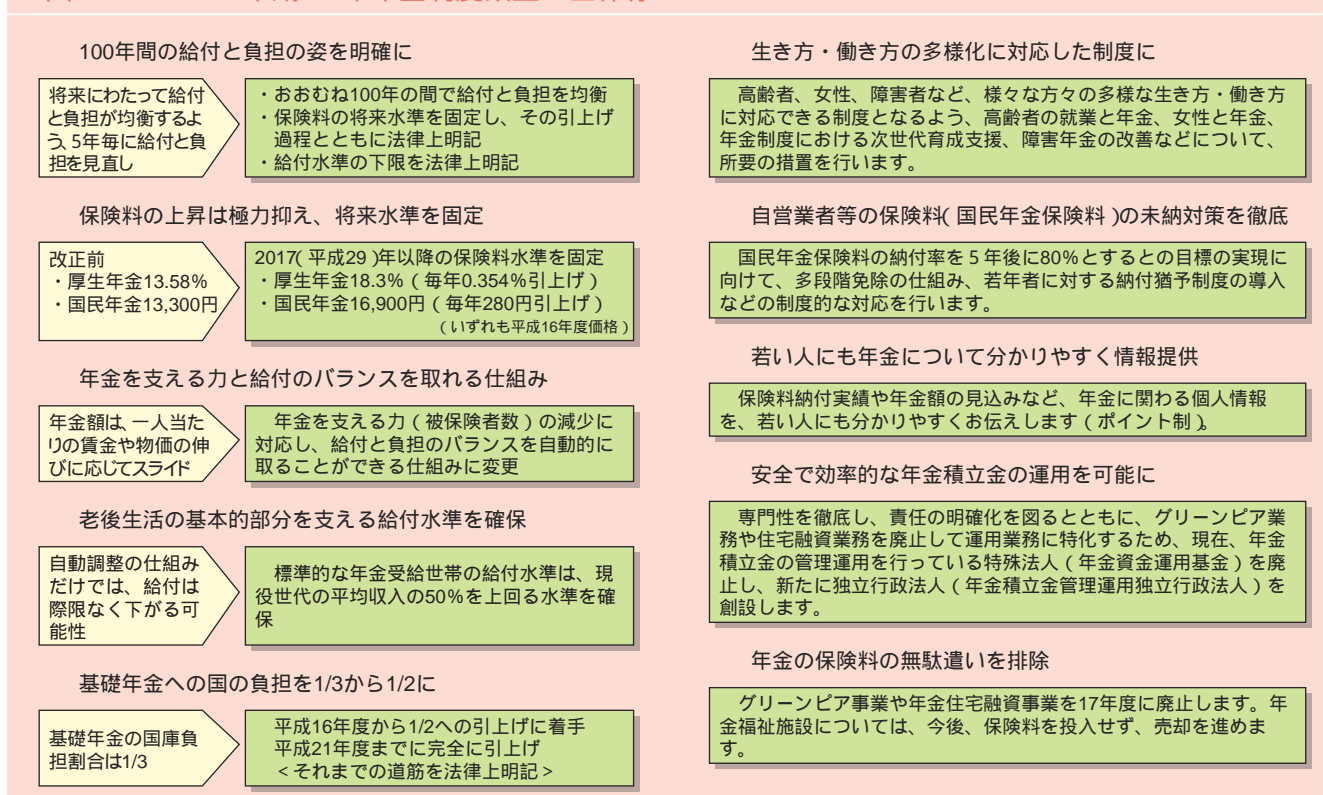 100年間の給付と負担の姿を明確に
将来にわたって給付
と負担が均衡するよ
う、5年毎に給付と負
担を見直し
・おおむね100年の間で給付と負担を均衡
・保険料の将来水準を固定し、その引上げ
過程とともに法律上明記
・給付水準の下限を法律上明記
保険料の上昇は極力抑え、将来水準を固定
改正前
・厚生年金13.58%
・国民年金13,300円
2017(平成29)年以降の保険料水準を固定
・厚生年金18.3%(毎年0.354%引上げ)
・国民年金16,900円(毎年280円引上げ)
(いずれも平成16年度価格)
年金を支える力と給付のバランスを取れる仕組み
年金額は、一人当た
りの賃金や物価の伸
びに応じてスライド
年金を支える力(被保険者数)の減少に
対応し、給付と負担のバランスを自動的に
取ることができる仕組みに変更
老後生活の基本的部分を支える給付水準を確保
自動調整の仕組み
だけでは、給付は
際限なく下がる可
能性
標準的な年金受給世帯の給付水準は、現
役世代の平均収入の50%を上回る水準を確
保
基礎年金への国の負担を1/3から1/2に
基礎年金の国庫負
担割合は1/3
平成16年度から1/2への引上げに着手
平成21年度までに完全に引上げ
<それまでの道筋を法律上明記>
生き方・働き方の多様化に対応した制度に
高齢者、女性、障害者など、様々な方々の多様な生き方・働き方
に対応できる制度となるよう、高齢者の就業と年金、女性と年金、
年金制度における次世代育成支援、障害年金の改善などについて、
所要の措置を行います。
自営業者等の保険料(国民年金保険料)の未納対策を徹底
国民年金保険料の納付率を5年後に80%とするとの目標の実現に
向けて、多段階免除の仕組み、若年者に対する納付猶予制度の導入
などの制度的な対応を行います。
若い人にも年金について分かりやすく情報提供
保険料納付実績や年金額の見込みなど、年金に関わる個人情報
を、若い人にも分かりやすくお伝えします(ポイント制)。
安全で効率的な年金積立金の運用を可能に
専門性を徹底し、責任の明確化を図るとともに、グリーンピア業
務や住宅融資業務を廃止して運用業務に特化するため、現在、年金
積立金の管理運用を行っている特殊法人(年金資金運用基金)を廃
止し、新たに独立行政法人(年金積立金管理運用独立行政法人)を
創設します。
年金の保険料の無駄遣いを排除
グリーンピア事業や年金住宅融資事業を17年度に廃止します。年
金福祉施設については、今後、保険料を投入せず、売却を進めま
す。